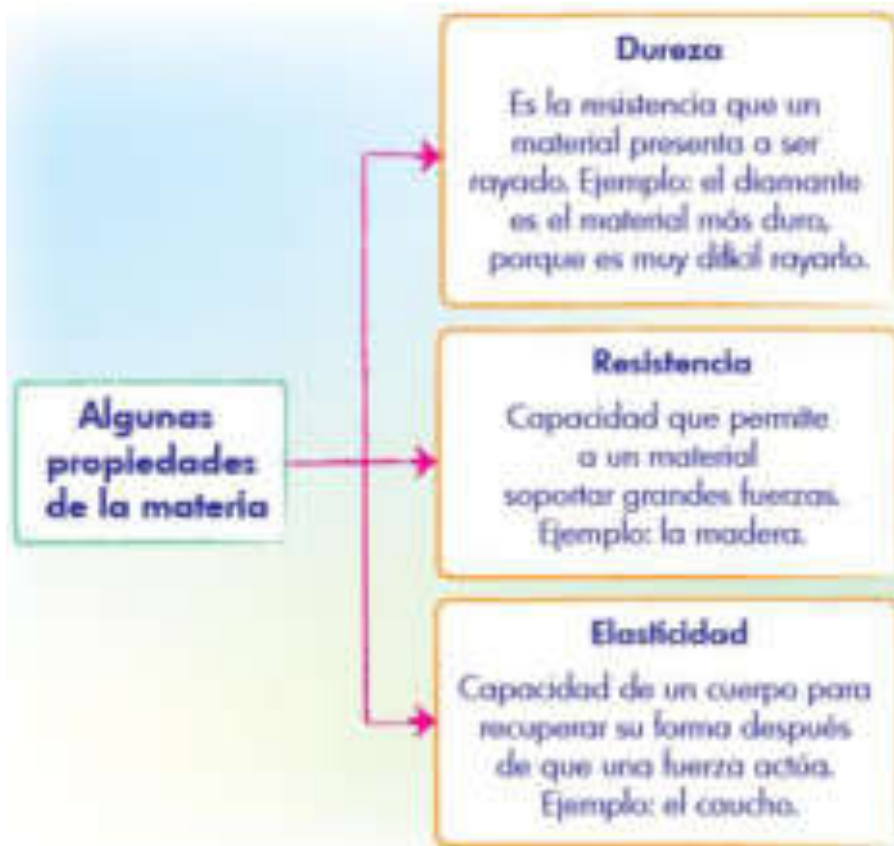 Dureza
Es la resistencia que un
material presenta a ser
rayado. Ejemplo: el diamante
es el material más duro,
porque es muy difícil rayarlo.
Algunas
propiedades
de la materia
Resistencia
Capacidad que permite
a un material
soportar grandes fuerzas.
Ejemplo: la madera.
Elasticidad
Capacidad de un cuerpo para
recuperar su forma después
de que una fuerza actúa.
Ejemplo: el caucho.